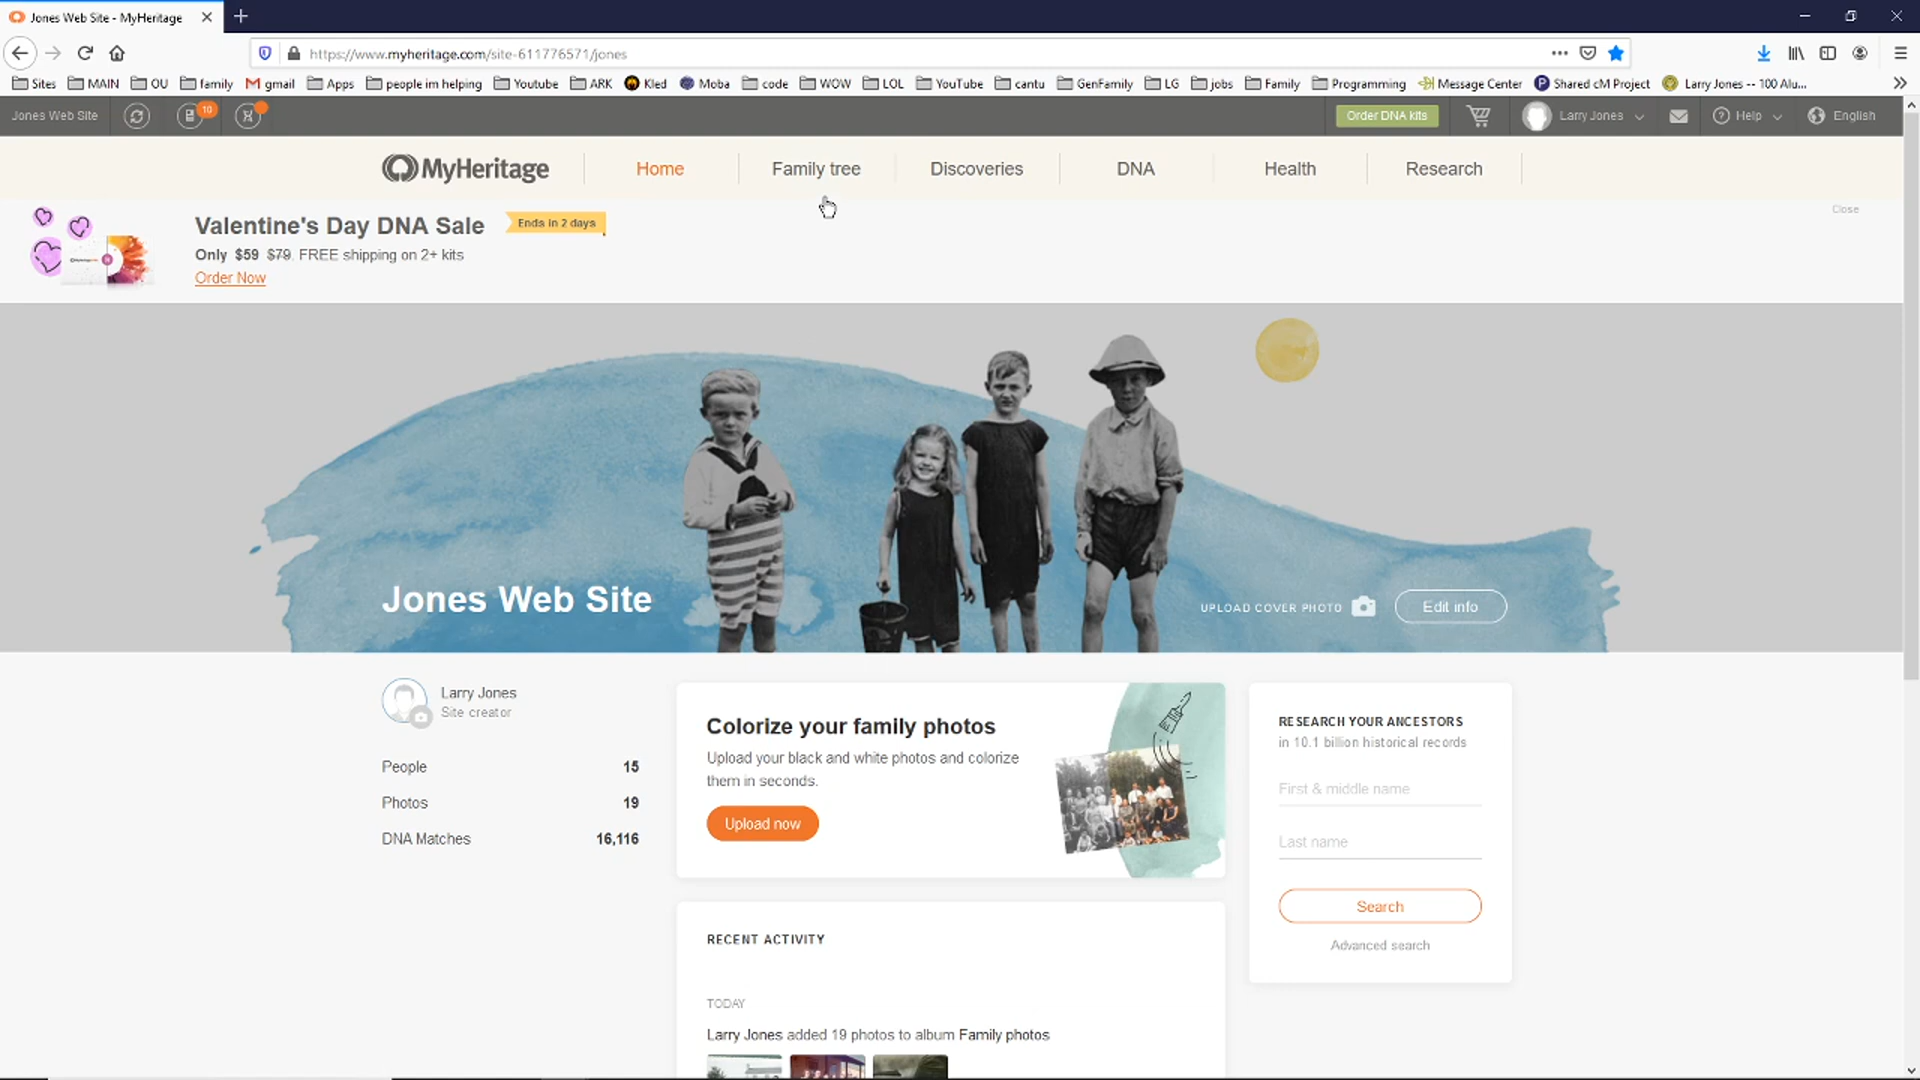 Jones Web Site - MyHeritage
https://www.myheritage.com/site-611776571/jones
Sites MAIN OU family gmail Apps people im helping Youtube ARK Kled Moba code WOW LOL YouTube cantu GenFamily LG jobs Family Programming Message Center Shared cM Project Larry Jones -- 100 Alu...
Jones Web Site 10 Order DNA kits Larry Jones Help English
MyHeritage Home Family tree Discoveries DNA Health Research
Valentine's Day DNA Sale Ends in 2 days Close
Only $59 $79. FREE shipping on 2+ kits
Order Now
Jones Web Site UPLOAD COVER PHOTO Edit info
Larry Jones
Site creator
People 15
Photos 19
DNA Matches 16,116
Colorize your family photos
Upload your black and white photos and colorize
them in seconds.
Upload now
RESEARCH YOUR ANCESTORS
in 10.1 billion historical records
First & middle name
Last name
Search
Advanced search
RECENT ACTIVITY
TODAY
Larry Jones added 19 photos to album Family photos